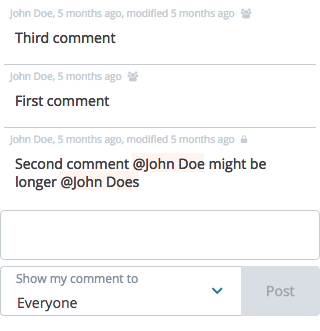 John Doe, 5 months ago, modified 5 months ago
Third comment
John Doe, 5 months ago
First comment
John Doe, 5 months ago, modified 5 months ago
Second comment @John Doe might be
longer @John Does
Show my comment to
Everyone
Post